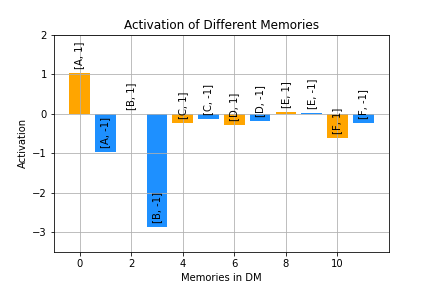 Activation of Different Memories
2
1
0
−1
−2
−3
Activation
[A, 1]
[A, -1]
[B, 1]
[B, -1]
[C, 1]
[C, -1]
[D, 1]
[D, -1]
[E, 1]
[E, -1]
[F, 1]
[F, -1]
0 2 4 6 8 10
Memories in DM